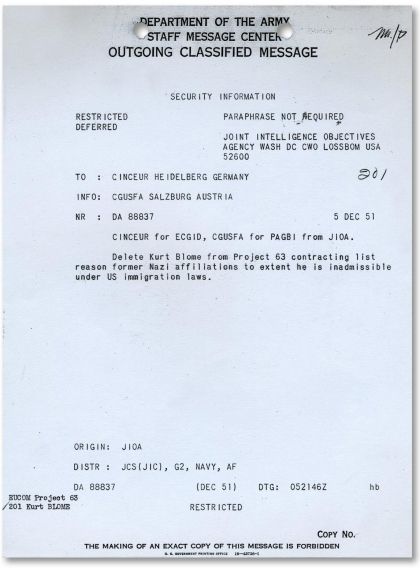 DEPARTMENT OF THE ARMY
STAFF MESSAGE CENTER
OUTGOING CLASSIFIED MESSAGE
SECURITY INFORMATION
RESTRICTED
DEFERRED
PARAPHRASE NOT REQUIRED
JOINT INTELLIGENCE OBJECTIVES
AGENCY WASH DC CWO LOSSBOM USA
52600
201
TO : CINCEUR HEIDELBERG GERMANY
INFO: CGUSFA SALZBURG AUSTRIA
NR : DA 88837 5 DEC 51
CINCEUR for ECGID, CGUSFA for PAGBI from JIOA.
Delete Kurt Blome from Project 63 contracting list
reason former Nazi affiliations to extent he is inadmissible
under US immigration laws.
ORIGIN: JIOA
DISTR : JCS(JIC), G2, NAVY, AF
DA 88837 (DEC 51) DTG: 052146Z hb
EUCOM Project 63
/201 Kurt BLOME
RESTRICTED
COPY NO.
THE MAKING OF AN EXACT COPY OF THIS MESSAGE IS FORBIDDEN
U. S. GOVERNMENT PRINTING OFFICE